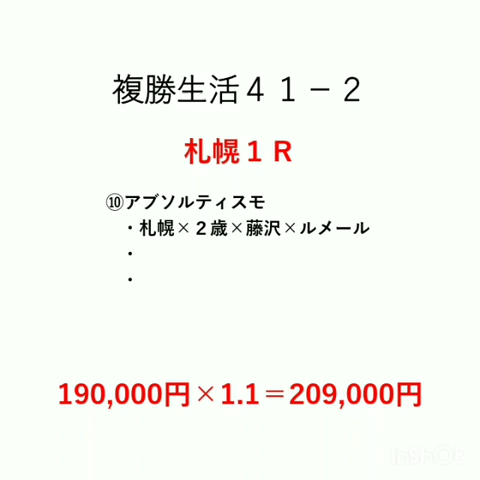 複勝生活４１－２
札幌１Ｒ
⑩アブソルティスモ
・札幌×２歳×藤沢×ルメール
・
・
190,000円×1.1＝209,000円